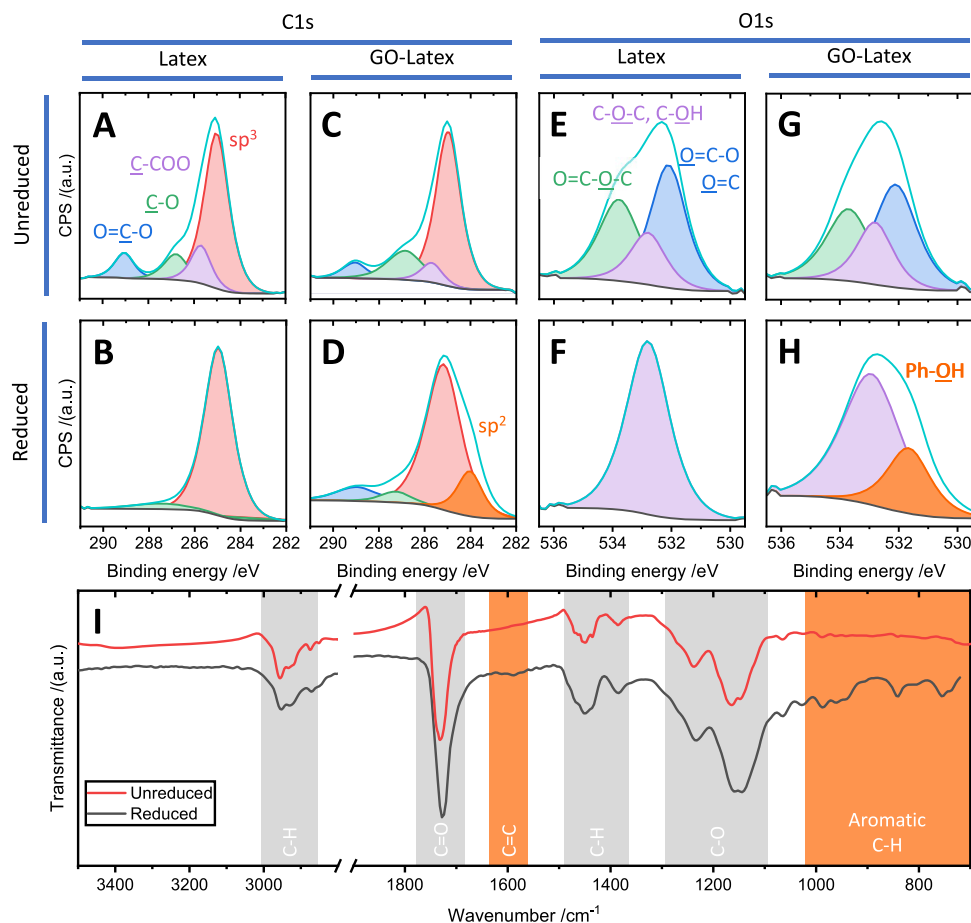 C1s
O1s
Latex
GO-Latex
Latex
GO-Latex
Unreduced
CPS /(a.u.)
A
sp³
C-COO
C-O
O=C-O
C
E
C-O-C, C-OH
O=C-O
O=C
O=C-O-C
G
Reduced
CPS /(a.u.)
B
D
sp²
F
H
Ph-OH
290 288 286 284 282
290 288 286 284 282
536 534 532 530
536 534 532 530
Binding energy /eV
Binding energy /eV
Binding energy /eV
Binding energy /eV
I
Transmittance /(a.u.)
Unreduced
Reduced
C-H
C=O
C=C
C-H
C-O
Aromatic
C-H
3500 3000 1800 1600 1400 1200 1000 800
Wavenumber /cm⁻¹